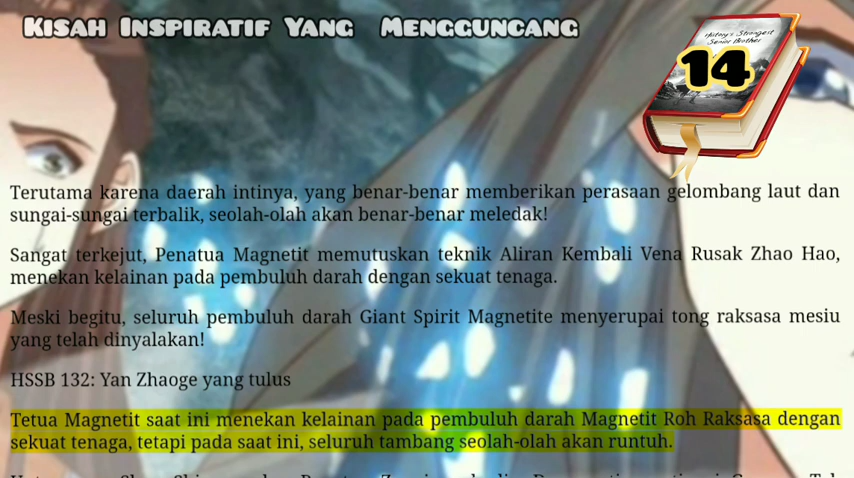 Kisah Inspiratif Yang Mengguncang
History's Strongest
Senior Brother
14
Terutama karena daerah intinya, yang benar-benar memberikan perasaan gelombang laut dan
sungai-sungai terbalik, seolah-olah akan benar-benar meledak!
Sangat terkejut, Penatua Magnetit memutuskan teknik Aliran Kembali Vena Rusak Zhao Hao,
menekan kelainan pada pembuluh darah dengan sekuat tenaga.
Meski begitu, seluruh pembuluh darah Giant Spirit Magnetite menyerupai tong raksasa mesiu
yang telah dinyalakan!
HSSB 132: Yan Zhaoge yang tulus
Tetua Magnetit saat ini menekan kelainan pada pembuluh darah Magnetit Roh Raksasa dengan
sekuat tenaga, tetapi pada saat ini, seluruh tambang seolah-olah akan runtuh.